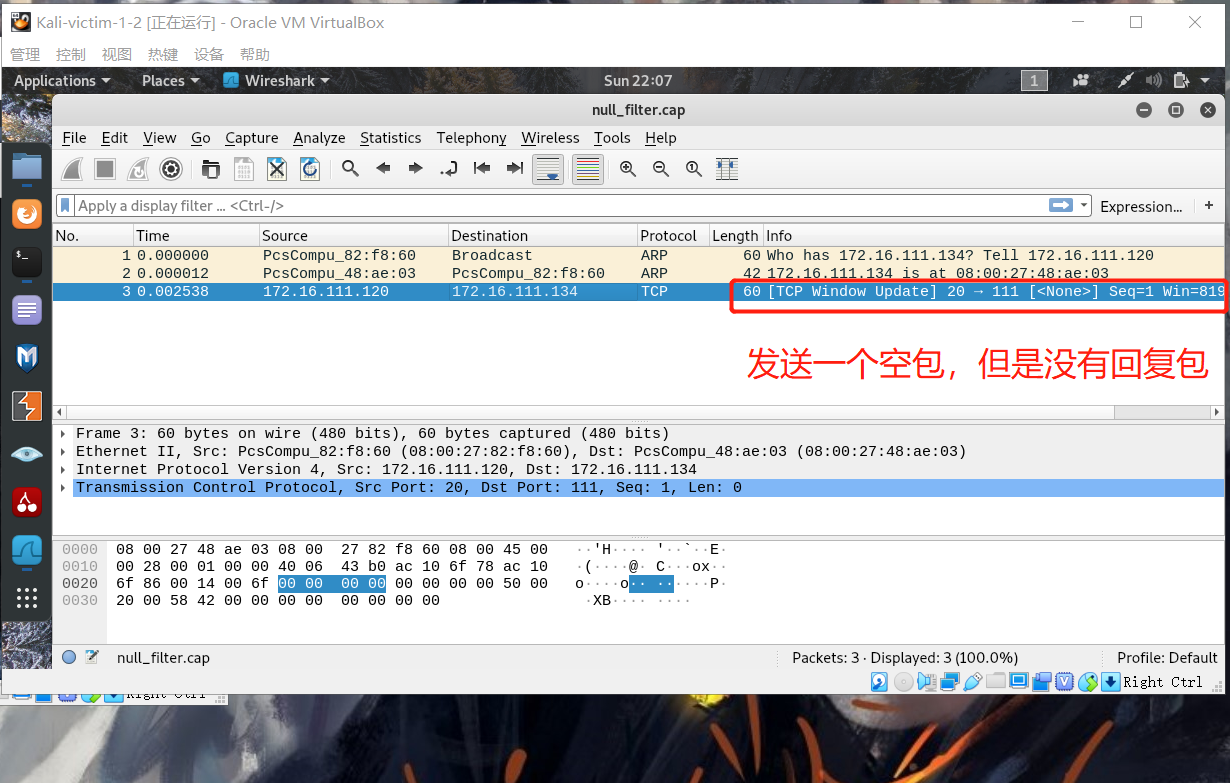 Kali-victim-1-2 [正在运行] - Oracle VM VirtualBox
管理 控制 视图 热键 设备 帮助
Applications Places Wireshark Sun 22:07 1
null_filter.cap
File Edit View Go Capture Analyze Statistics Telephony Wireless Tools Help
Apply a display filter ... <Ctrl-/> Expression... +
No. Time Source Destination Protocol Length Info
1 0.000000 PcsCompu_82:f8:60 Broadcast ARP 60 Who has 172.16.111.134? Tell 172.16.111.120
2 0.000012 PcsCompu_48:ae:03 PcsCompu_82:f8:60 ARP 42 172.16.111.134 is at 08:00:27:48:ae:03
3 0.002538 172.16.111.120 172.16.111.134 TCP 60 [TCP Window Update] 20 → 111 [<None>] Seq=1 Win=819
发送一个空包，但是没有回复包
Frame 3: 60 bytes on wire (480 bits), 60 bytes captured (480 bits)
Ethernet II, Src: PcsCompu_82:f8:60 (08:00:27:82:f8:60), Dst: PcsCompu_48:ae:03 (08:00:27:48:ae:03)
Internet Protocol Version 4, Src: 172.16.111.120, Dst: 172.16.111.134
Transmission Control Protocol, Src Port: 20, Dst Port: 111, Seq: 1, Len: 0
0000 08 00 27 48 ae 03 08 00 27 82 f8 60 08 00 45 00 ··'H···· '··`··E·
0010 00 28 00 01 00 00 40 06 43 b0 ac 10 6f 78 ac 10 ·(····@· C···ox··
0020 6f 86 00 14 00 6f 00 00 00 00 00 00 00 00 50 00 o····o·· ······P·
0030 20 00 58 42 00 00 00 00 00 00 00 00 ·XB···· ····
null_filter.cap Packets: 3 · Displayed: 3 (100.0%) Profile: Default
Right Ctrl
Right Ctrl